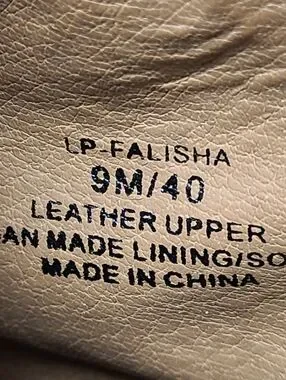 LP-FALISHA
9M/40
LEATHER UPPER
AN MADE LINING/SO
MADE IN CHINA